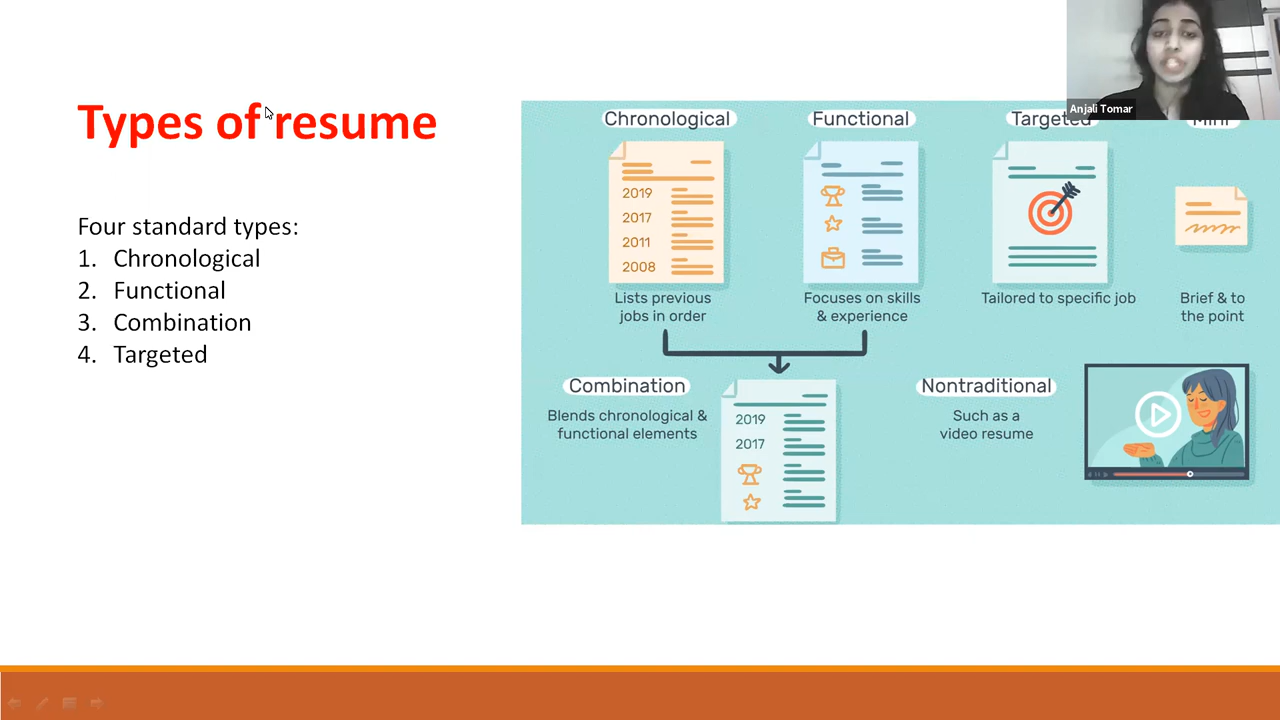 Types of resume
Four standard types:
1. Chronological
2. Functional
3. Combination
4. Targeted
Anjali Tomar
Chronological
Functional
Targeted
Mini
2019
2017
2011
2008
Lists previous
jobs in order
Focuses on skills
& experience
Tailored to specific job
Brief & to
the point
Combination
Blends chronological &
functional elements
2019
2017
Nontraditional
Such as a
video resume